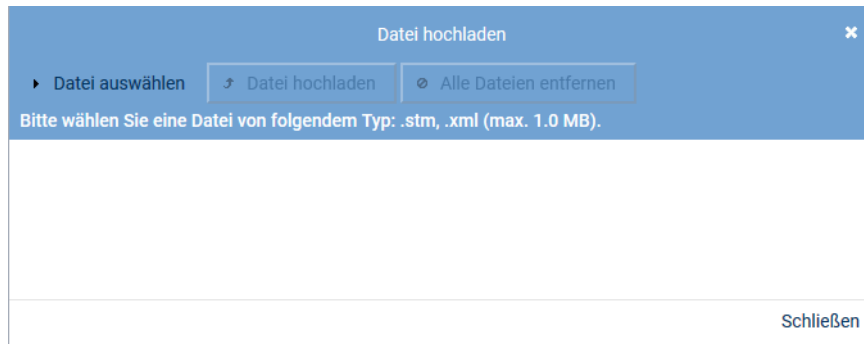 Datei hochladen
Datei auswählen Datei hochladen Alle Dateien entfernen
Bitte wählen Sie eine Datei von folgendem Typ: .stm, .xml (max. 1.0 MB).
Schließen